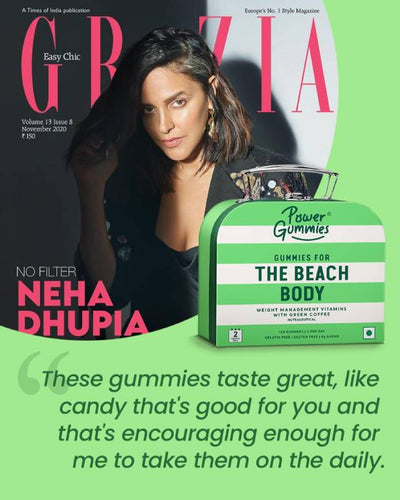 A Times of India publication
Europe's No. 1 Style Magazine
GRAZIA
Easy Chic
Volume 13 Issue 8
November 2020
₹ 150
NO FILTER
NEHA
DHUPIA
Power®
Gummies
GUMMIES FOR
THE BEACH
BODY
WEIGHT MANAGEMENT VITAMINS
WITH GREEN COFFEE
NUTRACEUTICAL
2
“These gummies taste great, like
candy that's good for you and
that's encouraging enough for
me to take them on the daily.